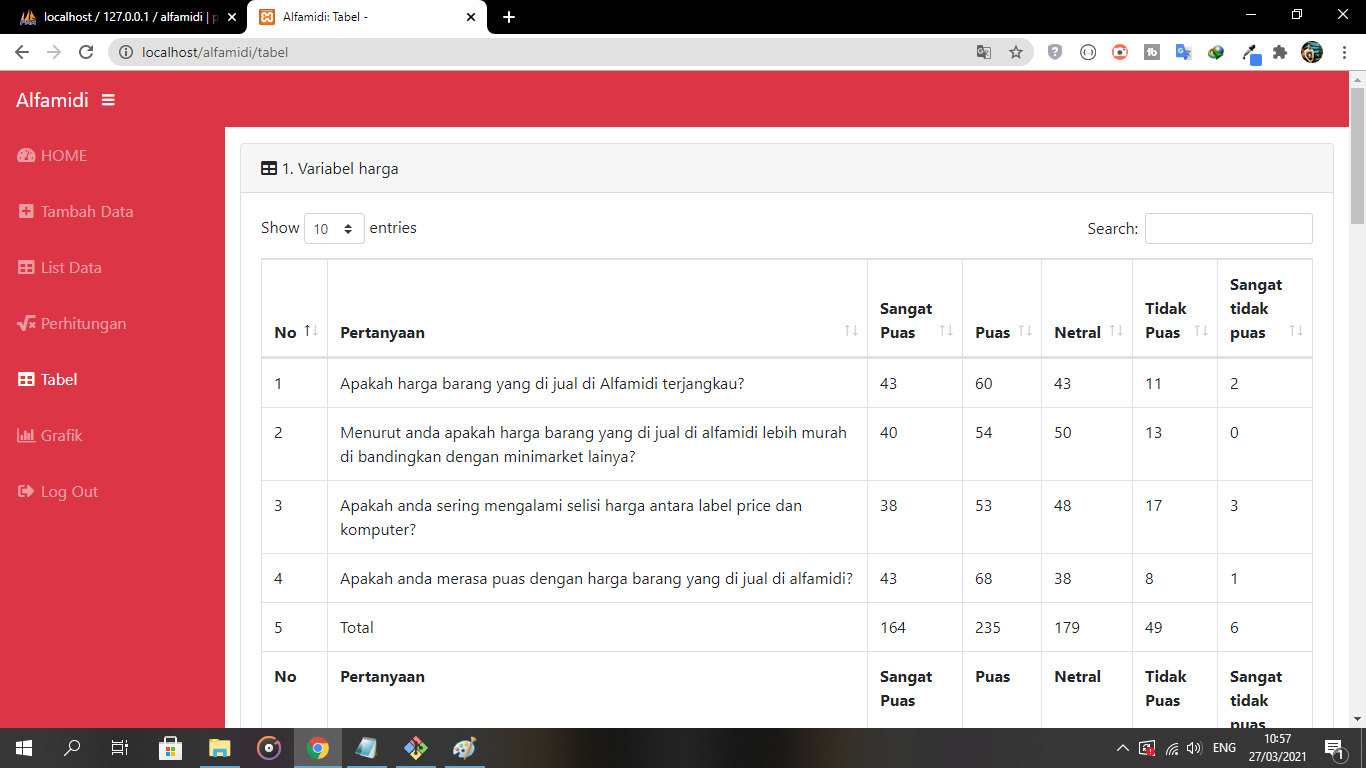 localhost / 127.0.0.1 / alfamidi | p
Alfamidi: Tabel -
localhost/alfamidi/tabel
Alfamidi
HOME
Tambah Data
List Data
Perhitungan
Tabel
Grafik
Log Out
1. Variabel harga
Show 10 entries
Search:
No Pertanyaan Sangat Puas Puas Netral Tidak Puas Sangat tidak puas
1 Apakah harga barang yang di jual di Alfamidi terjangkau? 43 60 43 11 2
2 Menurut anda apakah harga barang yang di jual di alfamidi lebih murah 40 54 50 13 0
di bandingkan dengan minimarket lainya?
3 Apakah anda sering mengalami selisi harga antara label price dan 38 53 48 17 3
komputer?
4 Apakah anda merasa puas dengan harga barang yang di jual di alfamidi? 43 68 38 8 1
5 Total 164 235 179 49 6
No Pertanyaan Sangat Puas Puas Netral Tidak Puas Sangat tidak puas
ENG
10:57
27/03/2021
1